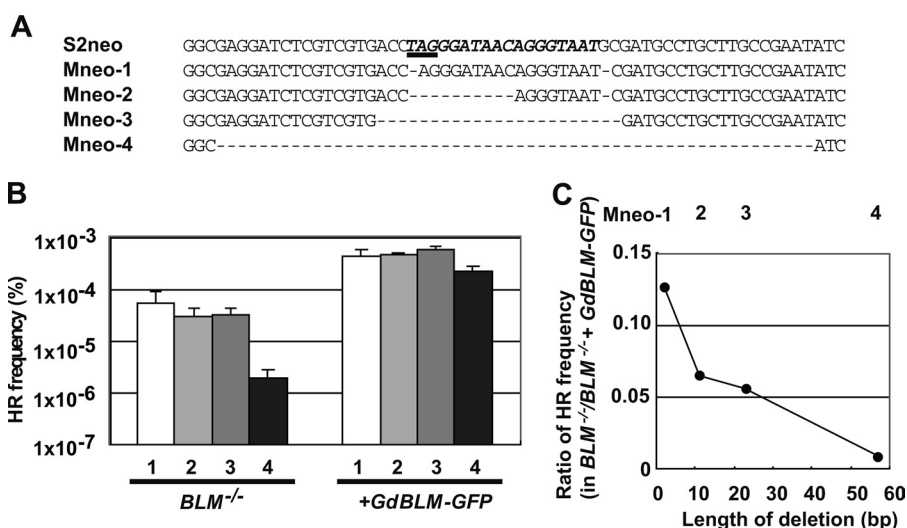 A
S2neo GGCGAGGATCTCGTCGTGACCTAGGGATAACAGGGTAATGCGATGCCTGCTTGCCGAATATC
Mneo-1 GGCGAGGATCTCGTCGTGACC-AGGGATAACAGGGTAAT-CGATGCCTGCTTGCCGAATATC
Mneo-2 GGCGAGGATCTCGTCGTGACC----------AGGGTAAT-CGATGCCTGCTTGCCGAATATC
Mneo-3 GGCGAGGATCTCGTCGTG-----------------------GATGCCTGCTTGCCGAATATC
Mneo-4 GGC--------------------------------------------------------ATC
B
HR frequency (%)
1x10⁻³
1x10⁻⁴
1x10⁻⁵
1x10⁻⁶
1x10⁻⁷
1 2 3 4 1 2 3 4
BLM⁻/⁻ +GdBLM-GFP
C
Mneo-1 2 3 4
Ratio of HR frequency
(in BLM⁻/⁻/BLM⁻/⁻+ GdBLM-GFP)
0.15
0.10
0.05
0
0 10 20 30 40 50 60
Length of deletion (bp)